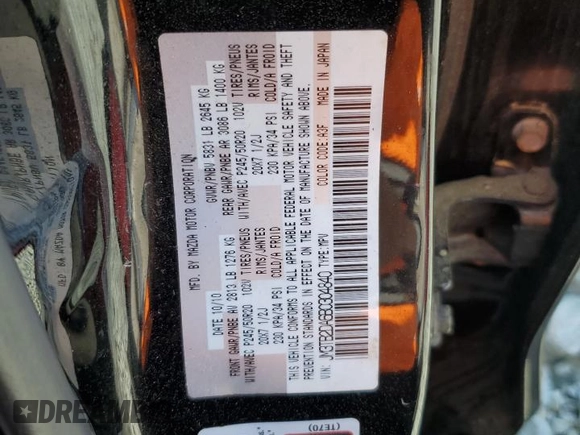 MFD. BY MAZDA MOTOR CORPORATION
10/10 GVWR/PNBV 5831 LB 2645 KG
FRONT GAWR/PNBE AV 2813 LB 1276 KG REAR GAWR/PNBE AR 3086 LB 1400 KG
WITH/AVEC P245/50R20 102V TIRES/PNEUS WITH/AVEC P245/50R20 102V TIRES/PNEUS
20X7 1/2J RIMS/JANTES 20X7 1/2J RIMS/JANTES
230 KPA/34 PSI COLD/A FROID 230 KPA/34 PSI COLD/A FROID
THIS VEHICLE CONFORMS TO ALL APPLICABLE FEDERAL MOTOR VEHICLE SAFETY AND THEFT
PREVENTION STANDARDS IN EFFECT ON THE DATE OF MANUFACTURE SHOWN ABOVE.
VIN: TYPE:MPV COLOR CODE: MADE IN JAPAN
(TE70)